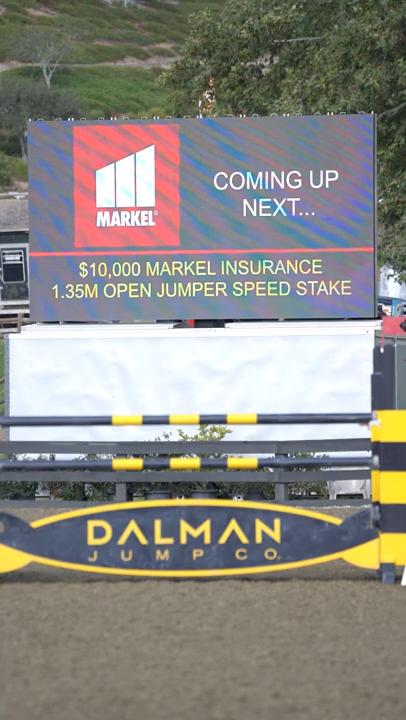 MARKEL®
COMING UP
NEXT...
$10,000 MARKEL INSURANCE
1.35M OPEN JUMPER SPEED STAKE
DALMAN
JUMP CO.